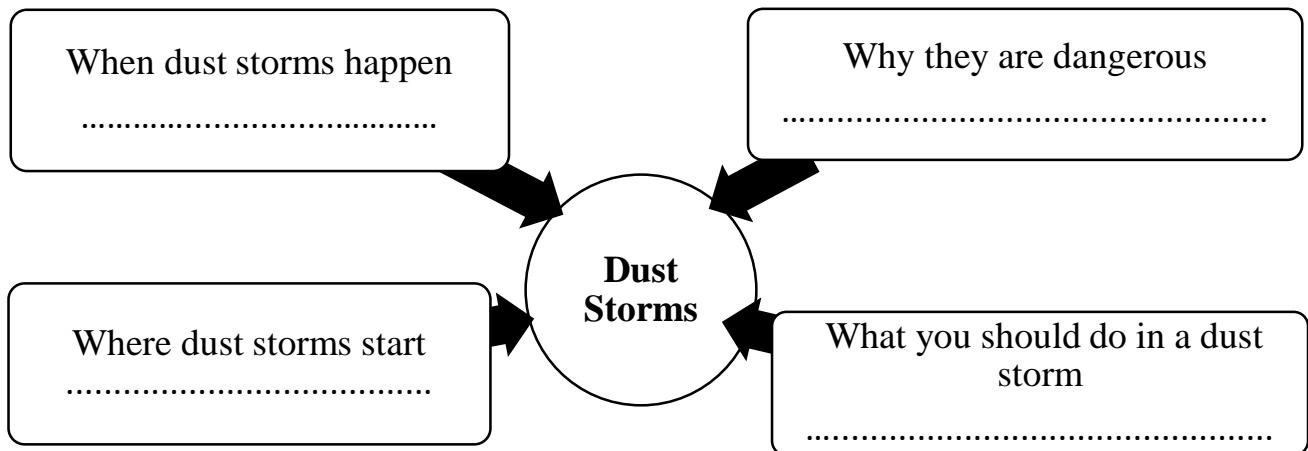 When dust storms happen
……………………………………
Why they are dangerous
…………………………………………………
Dust
Storms
Where dust storms start
……………………………………
What you should do in a dust
storm
…………………………………………………